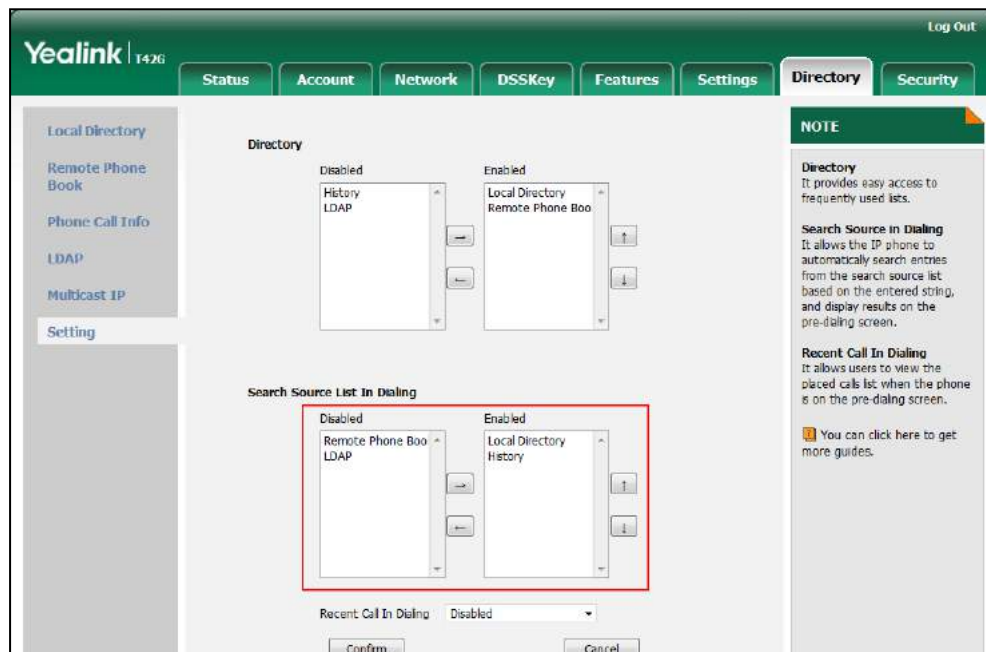 Log Out
Yealink T42G
Status Account Network DSSKey Features Settings Directory Security
Local Directory
Remote Phone
Book
Phone Call Info
LDAP
Multicast IP
Setting
Directory
Disabled
Enabled
History
LDAP
Local Directory
Remote Phone Boo
→
←
↑
↓
Search Source List In Dialing
Disabled
Enabled
Remote Phone Boo
LDAP
Local Directory
History
→
←
↑
↓
Recent Call In Dialing Disabled
Confirm Cancel
NOTE
Directory
It provides easy access to
frequently used lists.
Search Source in Dialing
It allows the IP phone to
automatically search entries
from the search source list
based on the entered string,
and display results on the
pre-dialing screen.
Recent Call In Dialing
It allows users to view the
placed calls list when the phone
is on the pre-dialing screen.
You can click here to get
more guides.